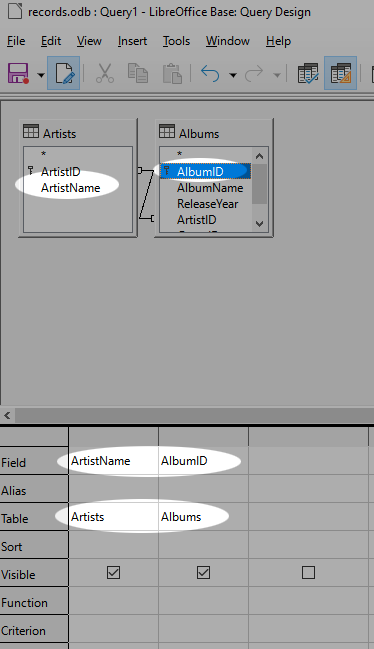 records.odb : Query1 - LibreOffice Base: Query Design
File Edit View Insert Tools Window Help
Artists
*
ArtistID
ArtistName
Albums
*
AlbumID
AlbumName
ReleaseYear
ArtistID
Field ArtistName AlbumID
Alias
Table Artists Albums
Sort
Visible
Function
Criterion